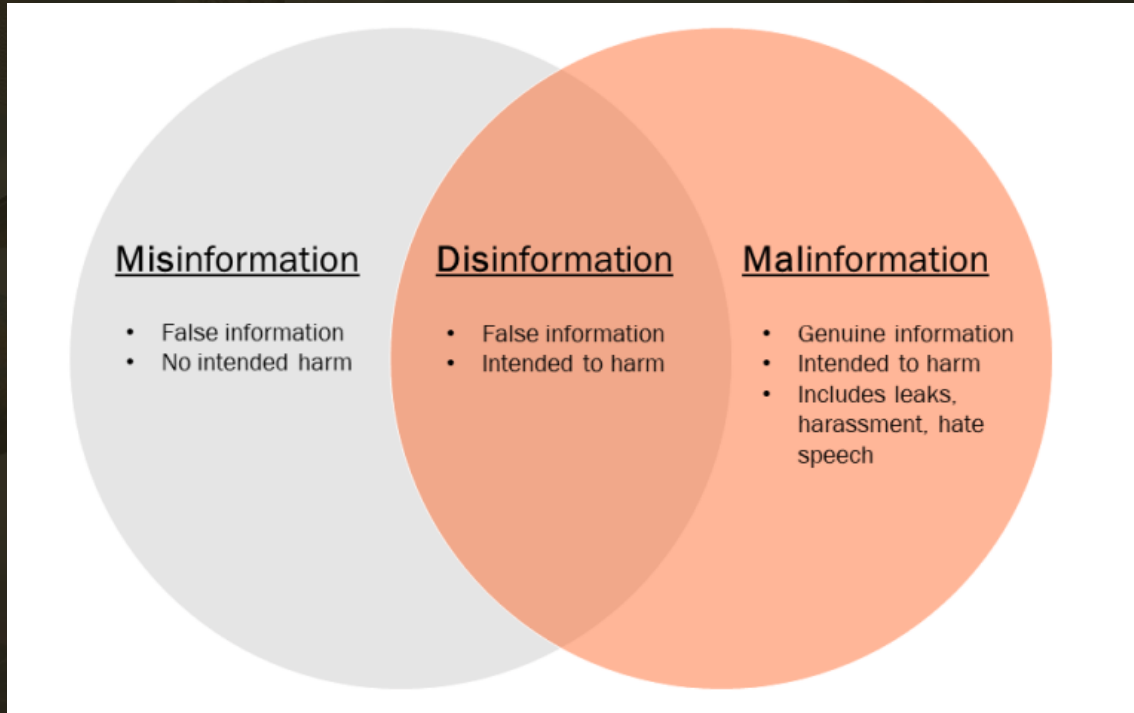 Misinformation
• False information
• No intended harm
Disinformation
• False information
• Intended to harm
Malinformation
• Genuine information
• Intended to harm
• Includes leaks,
harassment, hate
speech